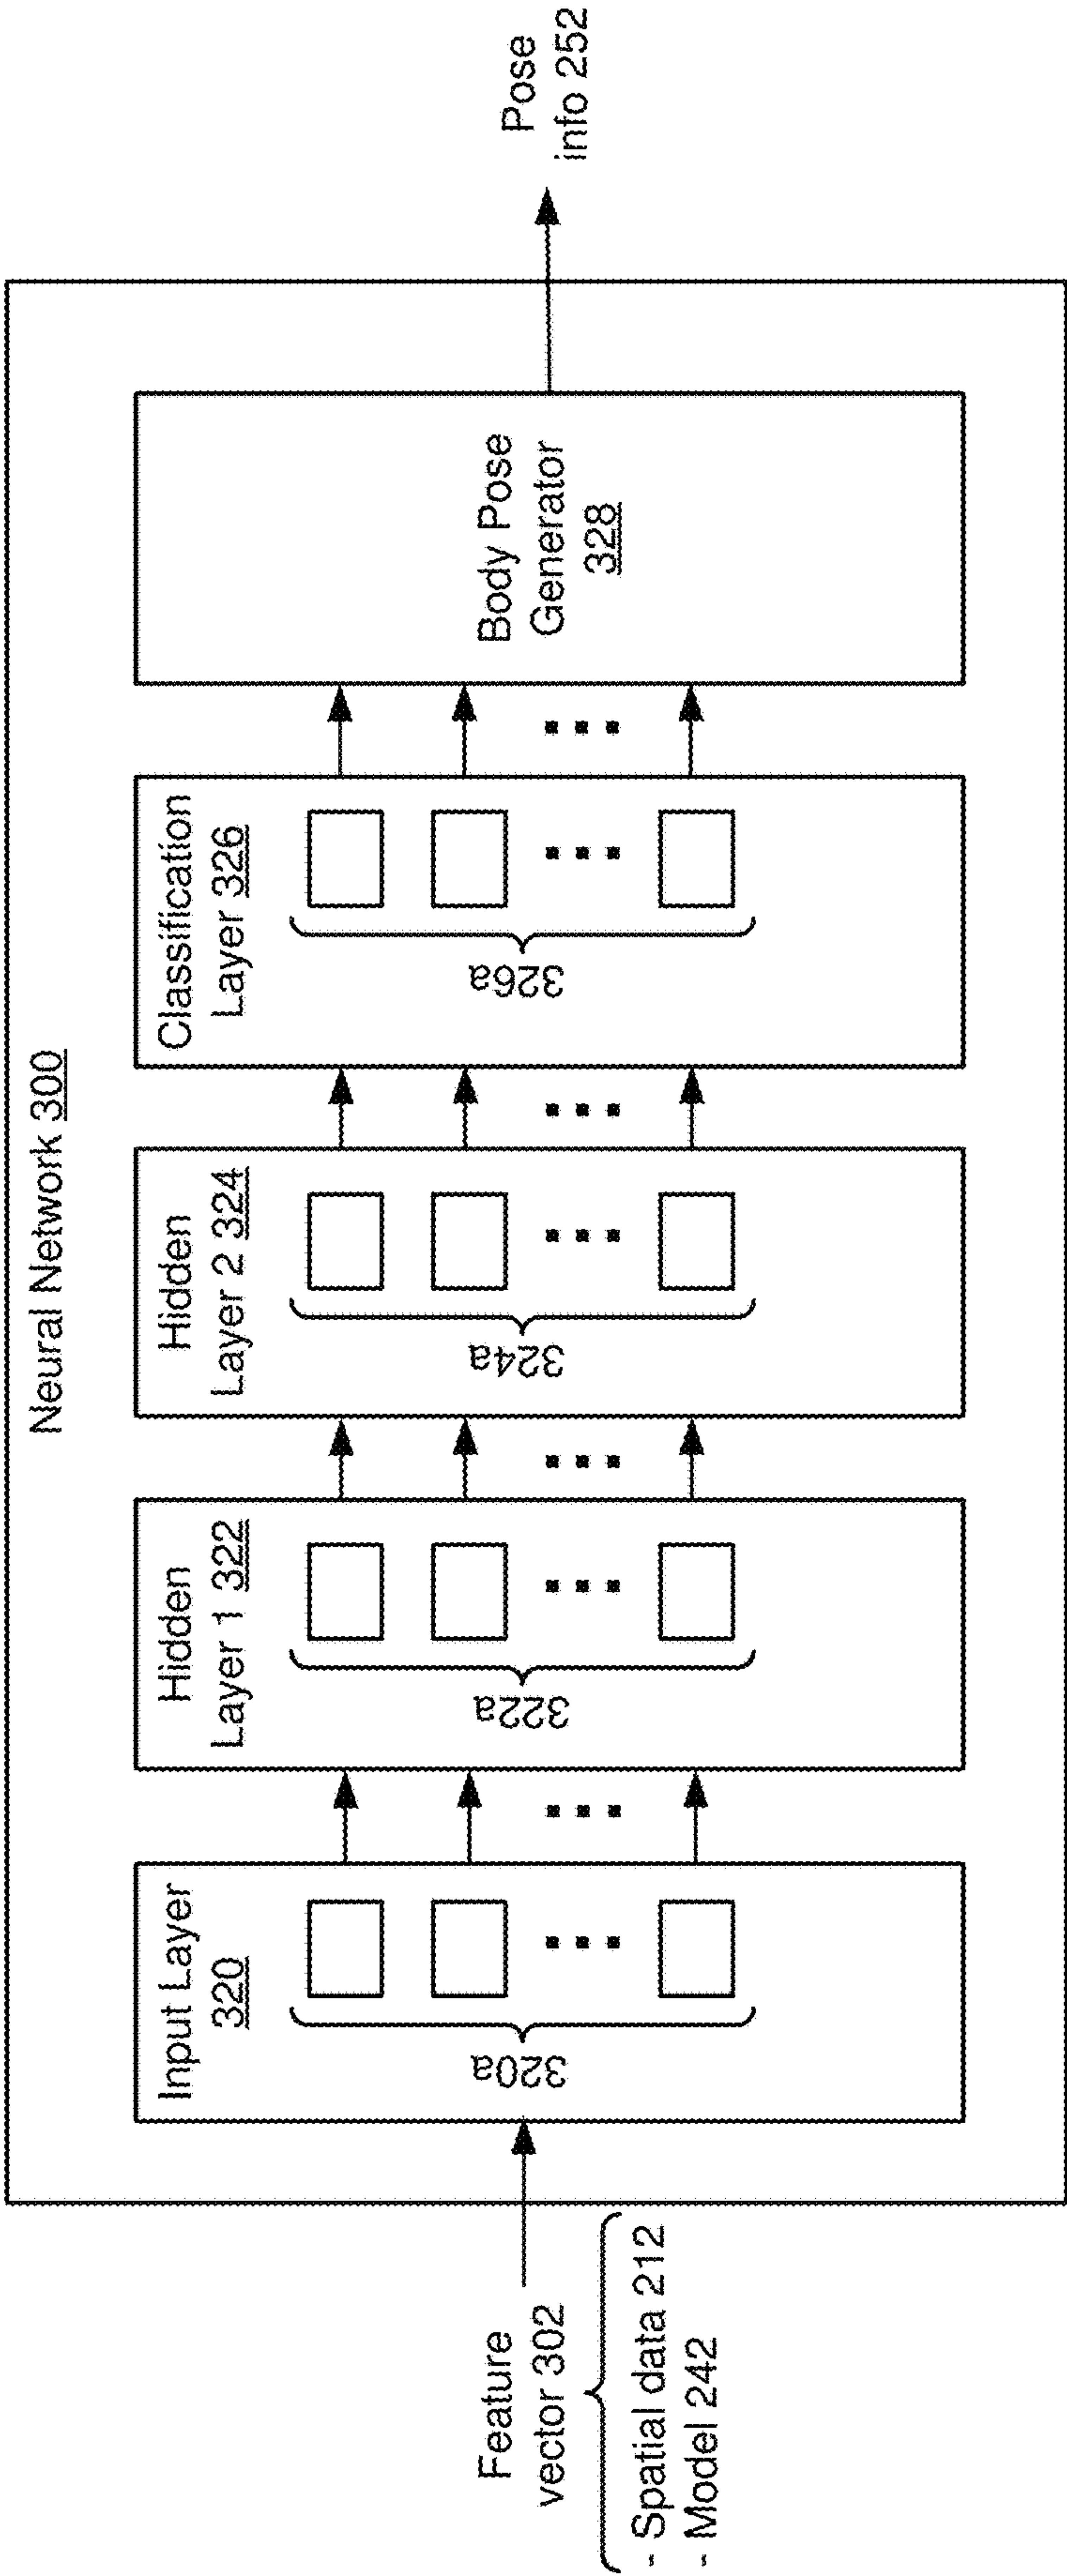 Neural Network 300
Feature
vector 302
- Spatial data 212
- Model 242
Input Layer
320
320a
Hidden
Layer 1 322
322a
Hidden
Layer 2 324
324a
Classification
Layer 326
326a
Body Pose
Generator
328
Pose
info 252